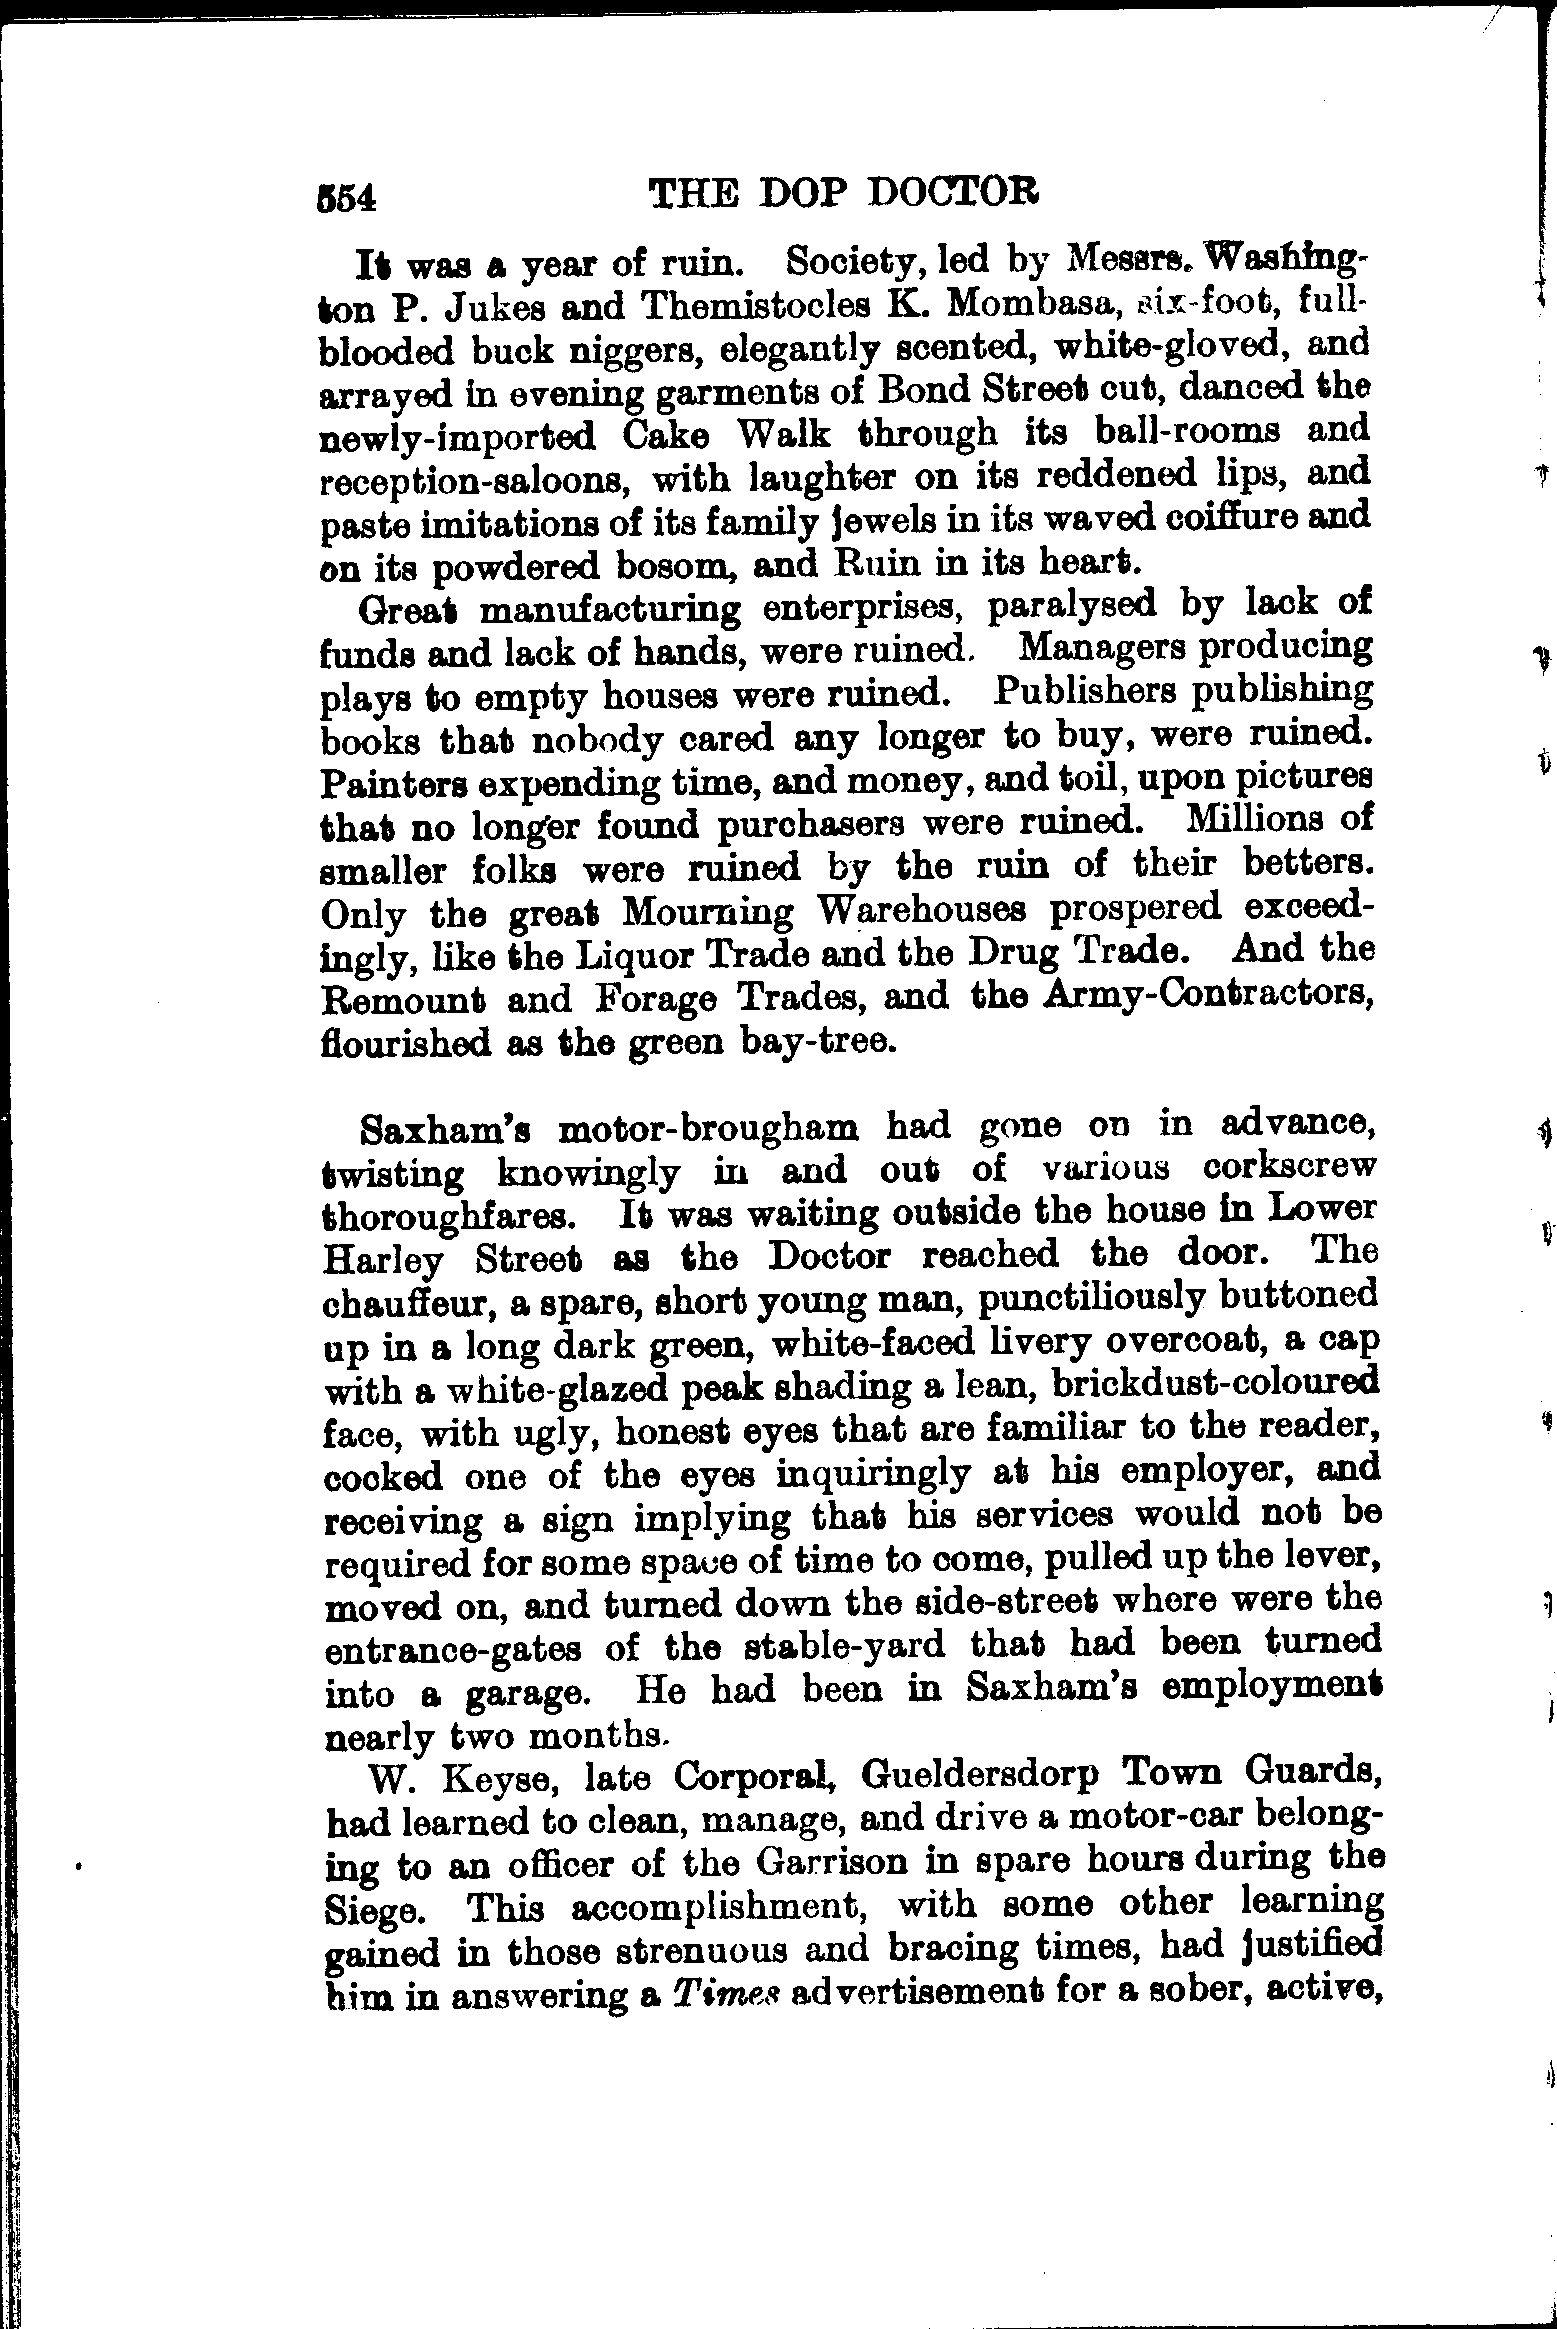 554 THE DOP DOCTOR
It was a year of ruin. Society, led by Messrs. Washing-
ton P. Jukes and Themistocles K. Mombasa, six-foot, full-
blooded buck niggers, elegantly scented, white-gloved, and
arrayed in evening garments of Bond Street cut, danced the
newly-imported Cake Walk through its ball-rooms and
reception-saloons, with laughter on its reddened lips, and
paste imitations of its family jewels in its waved coiffure and
on its powdered bosom, and Ruin in its heart.
Great manufacturing enterprises, paralysed by lack of
funds and lack of hands, were ruined. Managers producing
plays to empty houses were ruined. Publishers publishing
books that nobody cared any longer to buy, were ruined.
Painters expending time, and money, and toil, upon pictures
that no longer found purchasers were ruined. Millions of
smaller folks were ruined by the ruin of their betters.
Only the great Mourning Warehouses prospered exceed-
ingly, like the Liquor Trade and the Drug Trade. And the
Remount and Forage Trades, and the Army-Contractors,
flourished as the green bay-tree.
Saxham's motor-brougham had gone on in advance,
twisting knowingly in and out of various corkscrew
thoroughfares. It was waiting outside the house in Lower
Harley Street as the Doctor reached the door. The
chauffeur, a spare, short young man, punctiliously buttoned
up in a long dark green, white-faced livery overcoat, a cap
with a white-glazed peak shading a lean, brickdust-coloured
face, with ugly, honest eyes that are familiar to the reader,
cocked one of the eyes inquiringly at his employer, and
receiving a sign implying that his services would not be
required for some space of time to come, pulled up the lever,
moved on, and turned down the side-street where were the
entrance-gates of the stable-yard that had been turned
into a garage. He had been in Saxham's employment
nearly two months.
W. Keyse, late Corporal, Gueldersdorp Town Guards,
had learned to clean, manage, and drive a motor-car belong-
ing to an officer of the Garrison in spare hours during the
Siege. This accomplishment, with some other learning
gained in those strenuous and bracing times, had justified
him in answering a Times advertisement for a sober, active,